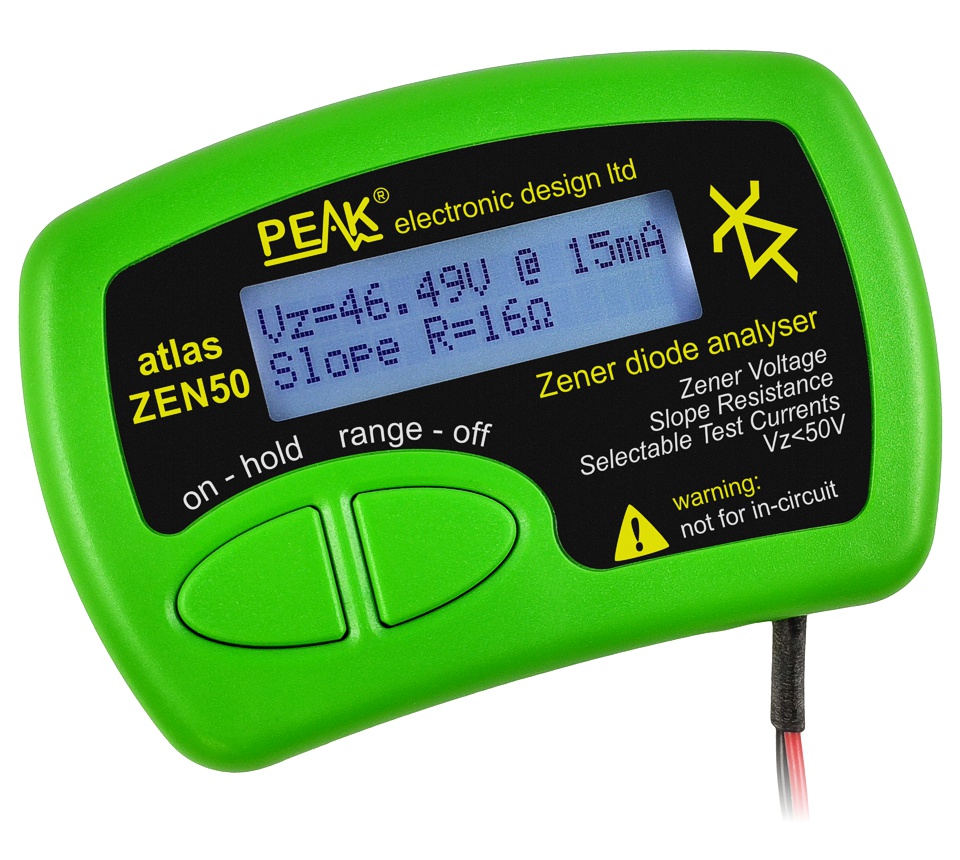 PEAK® electronic design ltd
Vz=46.49V @ 15mA
Slope R=16Ω
atlas
ZEN50
Zener diode analyser
Zener Voltage
Slope Resistance
Selectable Test Currents
Vz<50V
on - hold range - off
warning:
not for in-circuit